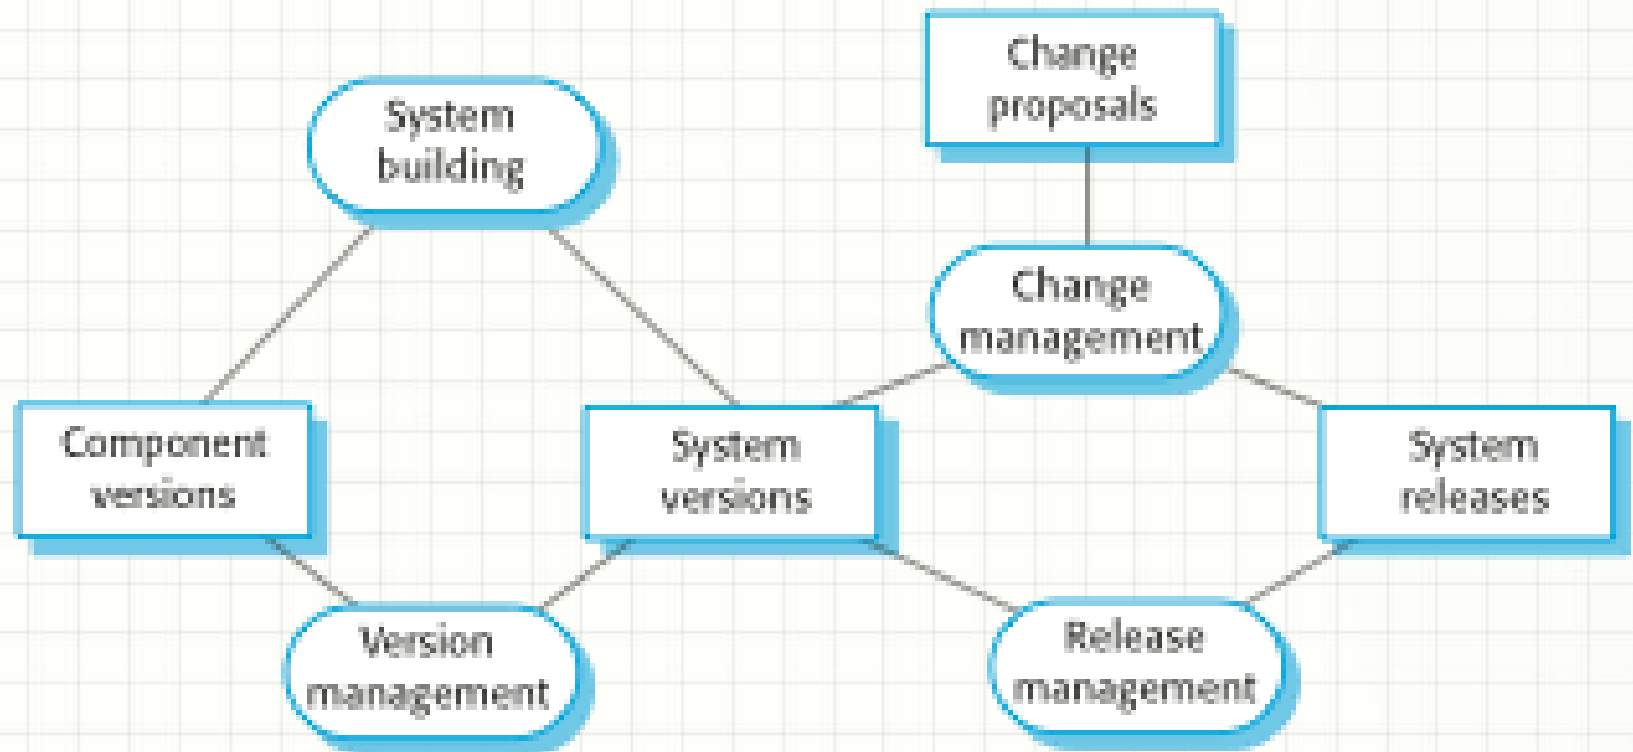 Change
proposals
System
building
Change
management
Component
versions
System
versions
System
releases
Version
management
Release
management